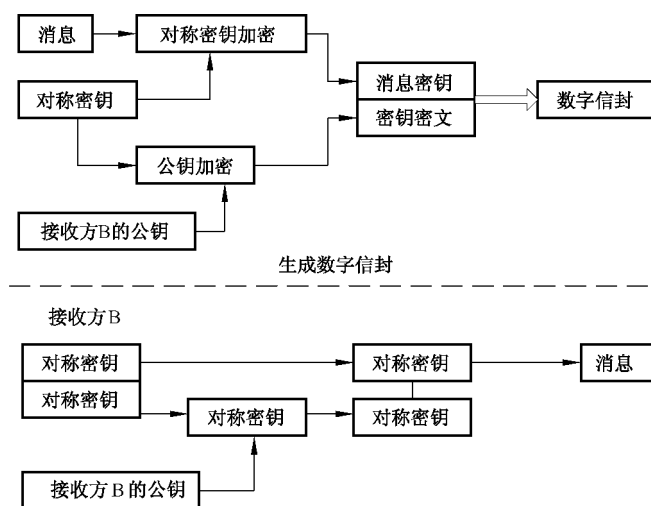 消息
对称密钥加密
消息密钥
数字信封
对称密钥
密钥密文
公钥加密
接收方B的公钥
生成数字信封
接收方B
对称密钥
对称密钥
消息
对称密钥
对称密钥
对称密钥
接收方B的公钥